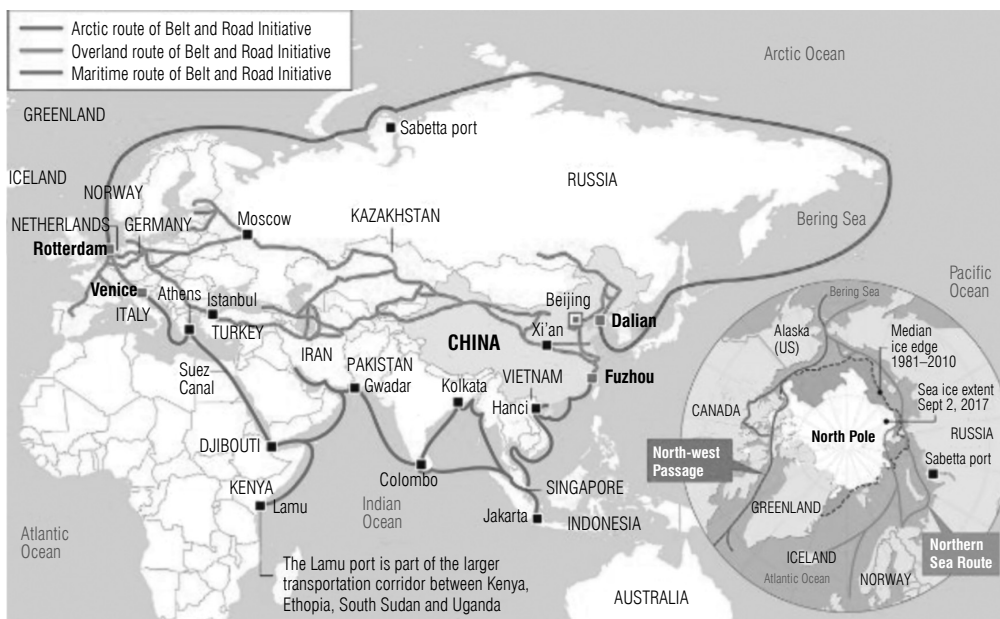 Arctic route of Belt and Road Initiative
Overland route of Belt and Road Initiative
Maritime route of Belt and Road Initiative
Arctic Ocean
GREENLAND
Sabetta port
ICELAND
NORWAY
RUSSIA
NETHERLANDS
GERMANY
Moscow
KAZAKHSTAN
Bering Sea
Rotterdam
Pacific
Ocean
Venice
Athens
Istanbul
ITALY
TURKEY
Beijing
Xi'an
Dalian
CHINA
IRAN
PAKISTAN
Gwadar
Kolkata
VIETNAM
Hanci
Fuzhou
Suez
Canal
DJIBOUTI
KENYA
Lamu
Colombo
SINGAPORE
Indian
Ocean
Jakarta
INDONESIA
Atlantic
Ocean
The Lamu port is part of the larger
transportation corridor between Kenya,
Ethopia, South Sudan and Uganda
AUSTRALIA
Bering Sea
Alaska
(US)
Median
ice edge
1981–2010
Sea ice extent
Sept 2, 2017
CANADA
North Pole
RUSSIA
North-west
Passage
Sabetta port
GREENLAND
ICELAND
Northern
Sea Route
Atlantic Ocean
NORWAY